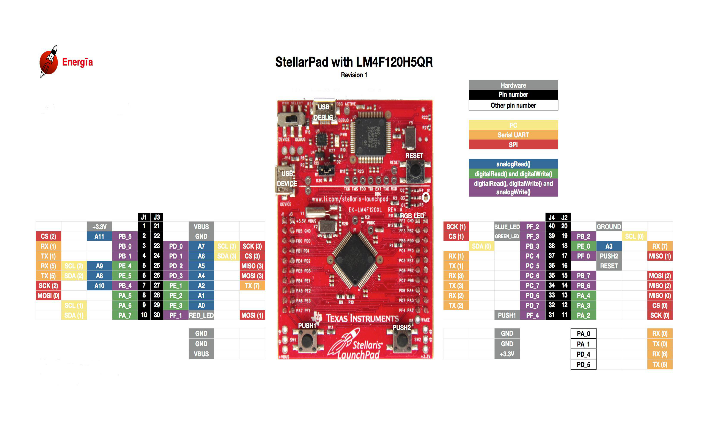 Energia
StellarPad with LM4F120H5QR
Revision 1
Hardware
Pin number
Other pin number
I²C
Serial UART
SPI
analogRead()
digitalRead() and digitalWrite()
digitalRead(), digitalWrite() and analogWrite()
USB DEBUG
RESET
USB DEVICE
www.ti.com/stellaris-launchpad
EK-LM4F120XL
RGB LED
J1 J3
+3.3V 1 21 VBUS
CS (2) A11 PB_5 2 22 GND
RX (1) PB_0 3 23 PD_0 A7 SCL (3) SCK (3)
TX (1) PB_1 4 24 PD_1 A6 SDA (3) CS (3)
A9 PE_4 5 25 PD_2 A5 MISO (3)
A8 PE_5 6 26 PD_3 A4 MOSI (3)
SCK (2) A10 PB_4 7 27 PE_1 A2 TX (7)
MOSI (0) PA_5 8 28 PE_2 A1
SCL (1) PA_6 9 29 PE_3 A0
SDA (1) PA_7 10 30 PF_1 RED_LED MOSI (1)
GND
GND
VBUS
J4 J2
SCK (1) BLUE_LED PF_2 40 20 GROUND
CS (1) GREEN_LED PF_3 39 19 PB_2 SCL (0)
SDA (0) PB_3 38 18 PE_0 A3 RX (7)
RX (1) PC_4 37 17 PF_0 PUSH2 MISO (1)
TX (1) PC_5 36 16 RESET
RX (3) PC_6 35 15 PB_7 MOSI (2)
TX (3) PC_7 34 14 PB_6 MISO (2)
RX (2) PD_6 33 13 PA_4 MISO (0)
TX (2) PD_7 32 12 PA_3 CS (0)
PUSH1 PF_4 31 11 PA_2 SCK (0)
GND
GND
+3.3V
PA_0 RX (0)
PA_1 TX (0)
PD_4 RX (6)
PD_5 TX (6)
TEXAS INSTRUMENTS
PUSH1
PUSH2
Stellaris
LaunchPad